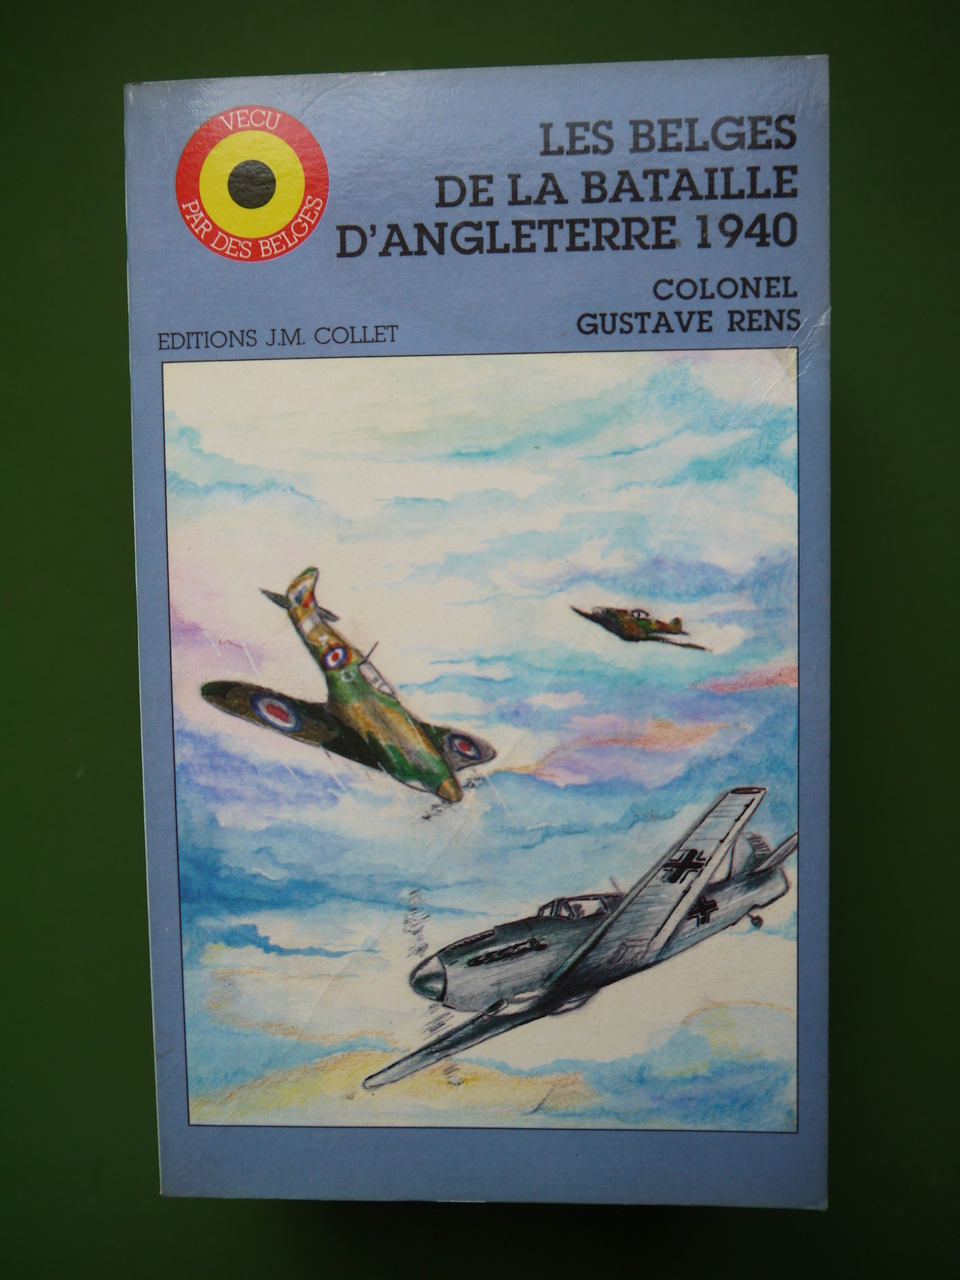 VECU
PAR DES BELGES
LES BELGES
DE LA BATAILLE
D'ANGLETERRE 1940
COLONEL
GUSTAVE RENS
EDITIONS J.M. COLLET